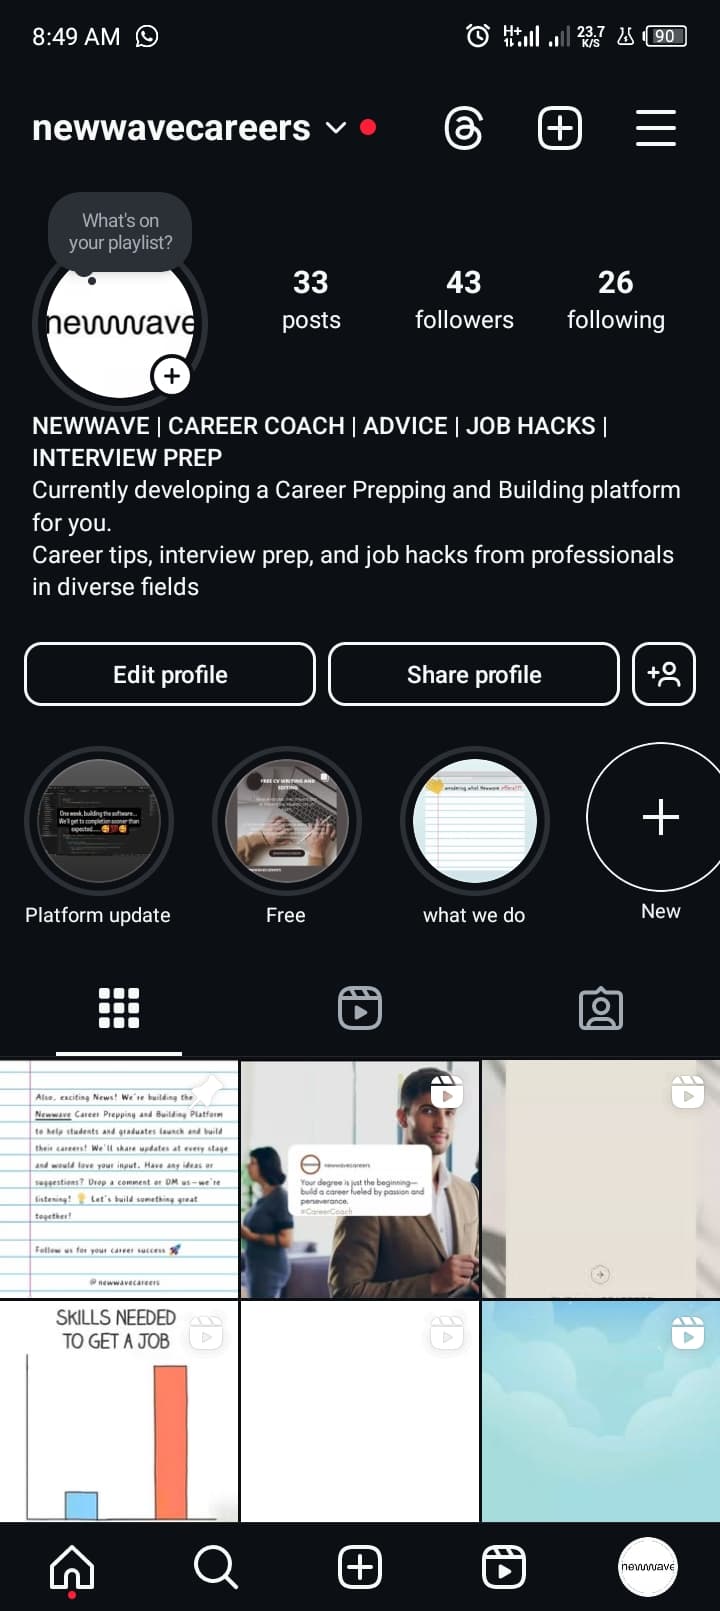 8:49 AM
H+
23.7
K/S
90
newwavecareers
What's on
your playlist?
newwave
33
posts
43
followers
26
following
NEWWAVE | CAREER COACH | ADVICE | JOB HACKS |
INTERVIEW PREP
Currently developing a Career Prepping and Building platform
for you.
Career tips, interview prep, and job hacks from professionals
in diverse fields
Edit profile
Share profile
One week, building the software...
We'll get to completion sooner than
expected.....
FREE CV WRITING AND
EDITING
Platform update
Free
what we do
New
Also, exciting News! We're building the
Newwave Career Prepping and Building Platform
to help students and graduates launch and build
their careers! We'll share updates at every stage
and would love your input. Have any ideas or
suggestions? Drop a comment or DM us—we're
listening! 💡 Let's build something great
together!
Follow us for your career success 🚀
@newwavecareers
newwavecareers
Your degree is just the beginning—
build a career fueled by passion and
perseverance.
#CareerCoach
SKILLS NEEDED
TO GET A JOB
newwave